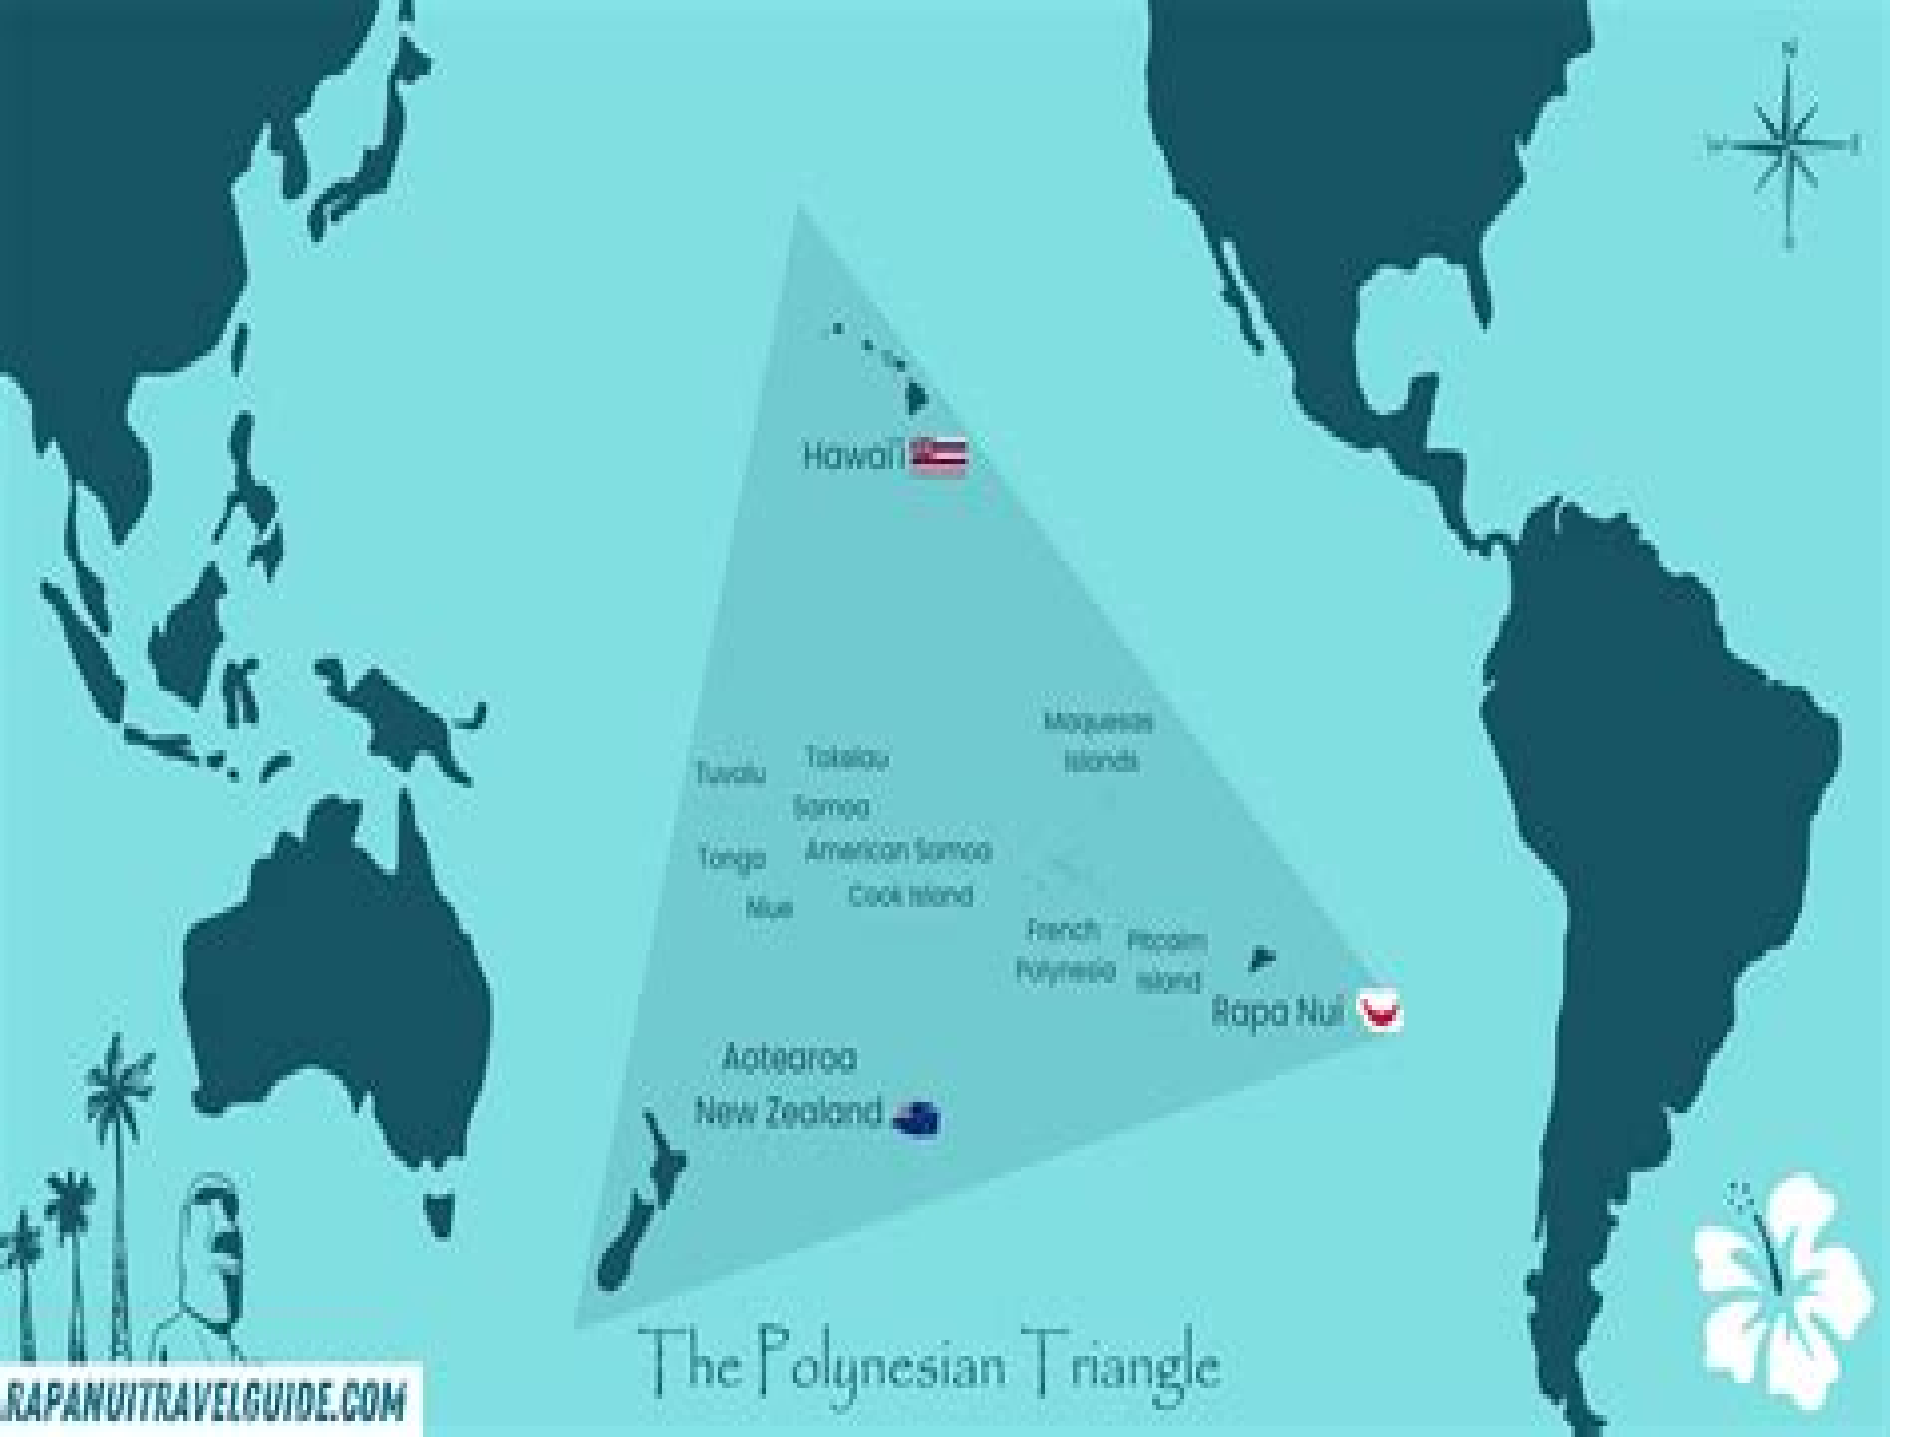 N
W E
S
Hawai'i
Maquesas
Islands
Tuvalu
Tokelau
Samoa
Tonga
American Samoa
Niue
Cook Island
French
Polynesia
Pitcairn
Island
Rapa Nui
Aotearoa
New Zealand
The Polynesian Triangle
.RAPANUITRAVELGUIDE.COM